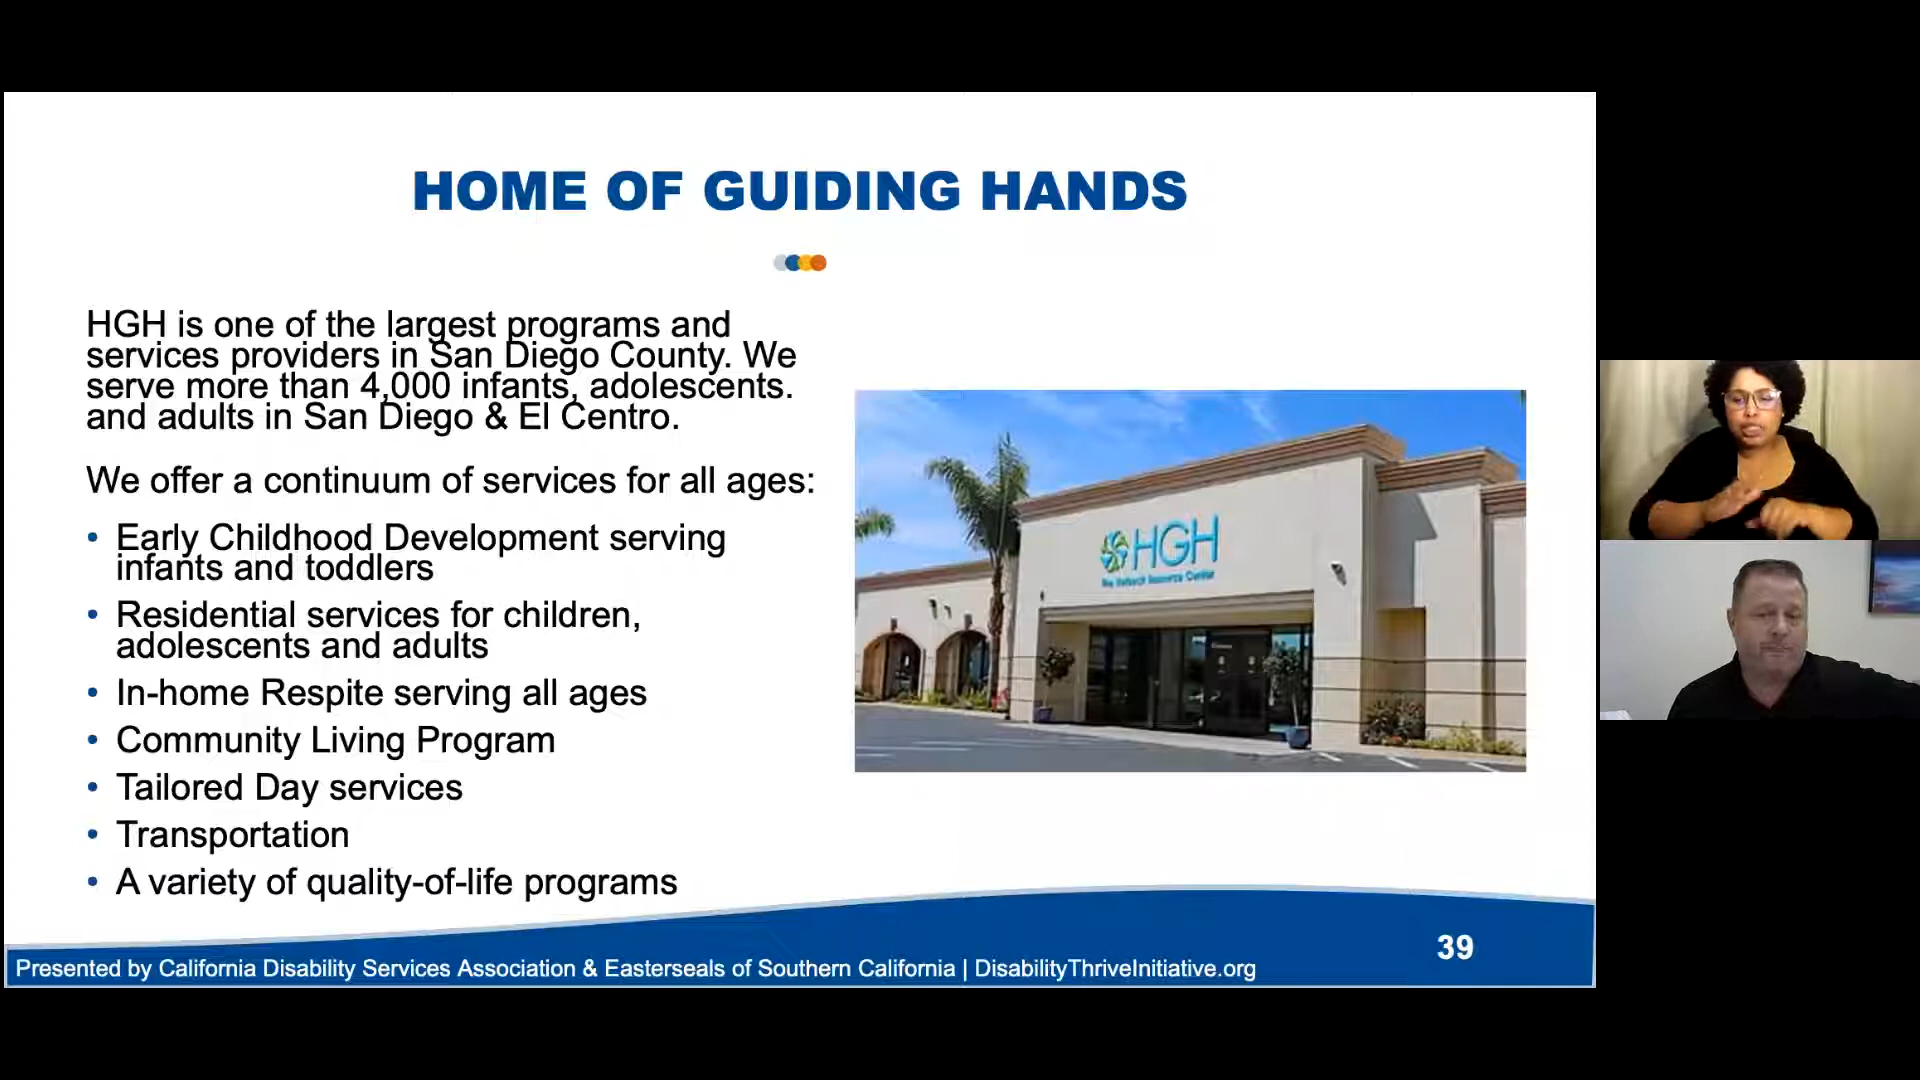 HOME OF GUIDING HANDS
HGH is one of the largest programs and
services providers in San Diego County. We
serve more than 4,000 infants, adolescents.
and adults in San Diego & El Centro.
We offer a continuum of services for all ages:
• Early Childhood Development serving
infants and toddlers
• Residential services for children,
adolescents and adults
• In-home Respite serving all ages
• Community Living Program
• Tailored Day services
• Transportation
• A variety of quality-of-life programs
HGH
Resource Center
39
Presented by California Disability Services Association & Easterseals of Southern California | DisabilityThriveInitiative.org